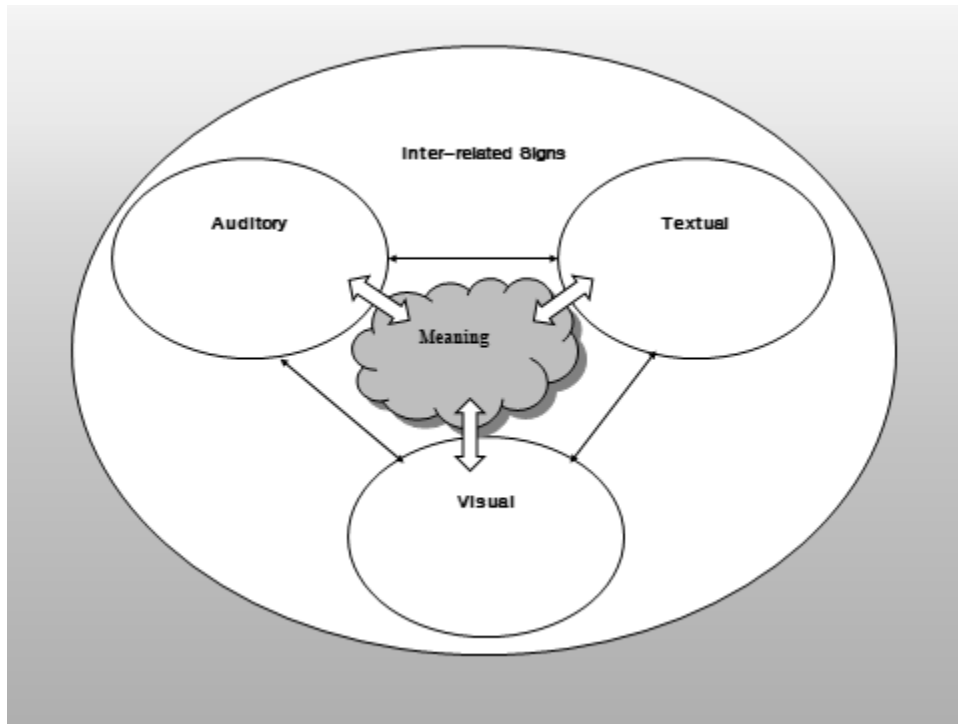 Inter-related Signs
Auditory
Textual
Meaning
Visual